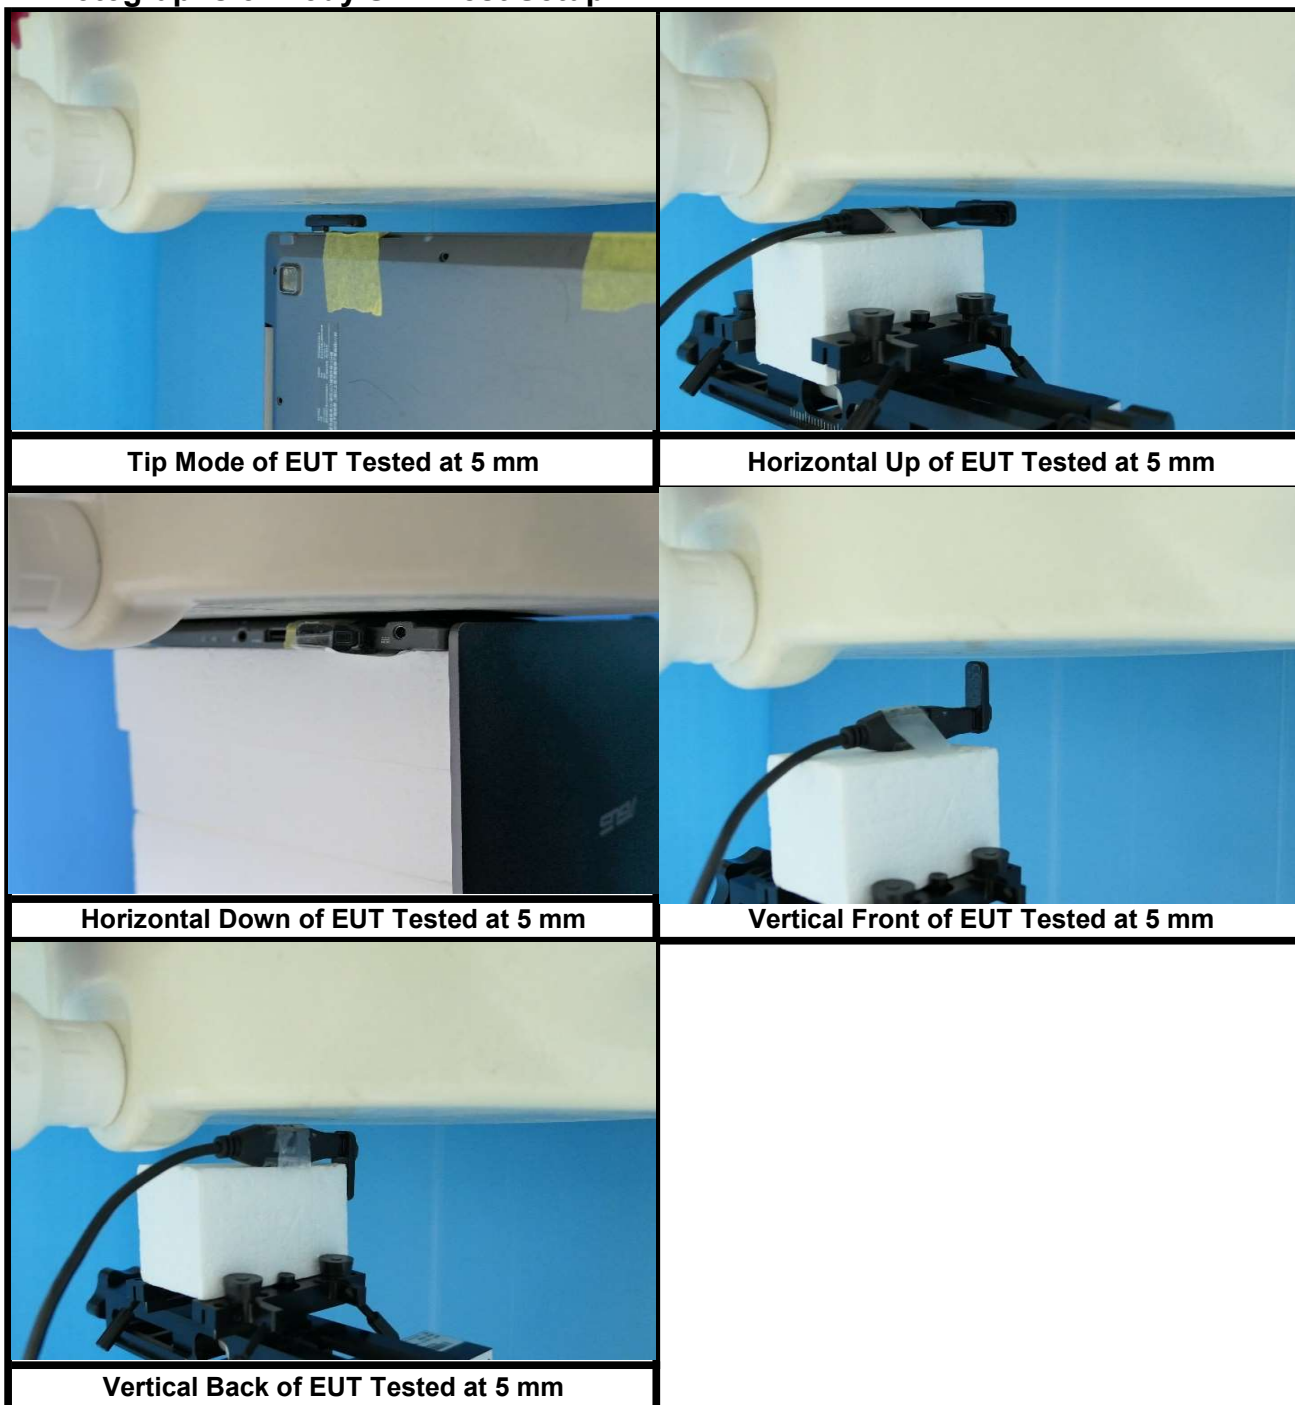 Tip Mode of EUT Tested at 5 mm
Horizontal Up of EUT Tested at 5 mm
ASUS
Horizontal Down of EUT Tested at 5 mm
Vertical Front of EUT Tested at 5 mm
Vertical Back of EUT Tested at 5 mm